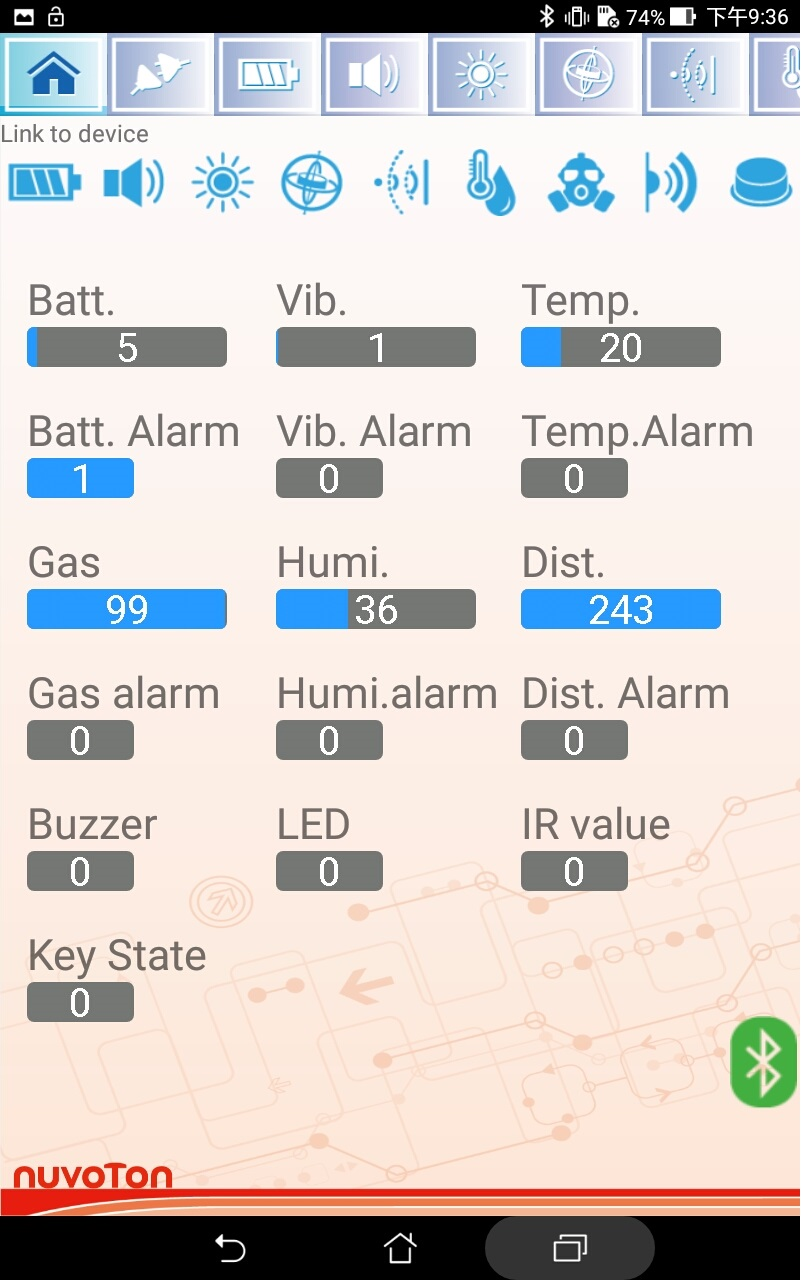 74% 下午9:36
Link to device
Batt. Vib. Temp.
5 1 20
Batt. Alarm Vib. Alarm Temp.Alarm
1 0 0
Gas Humi. Dist.
99 36 243
Gas alarm Humi.alarm Dist. Alarm
0 0 0
Buzzer LED IR value
0 0 0
Key State
0
nuvoTon